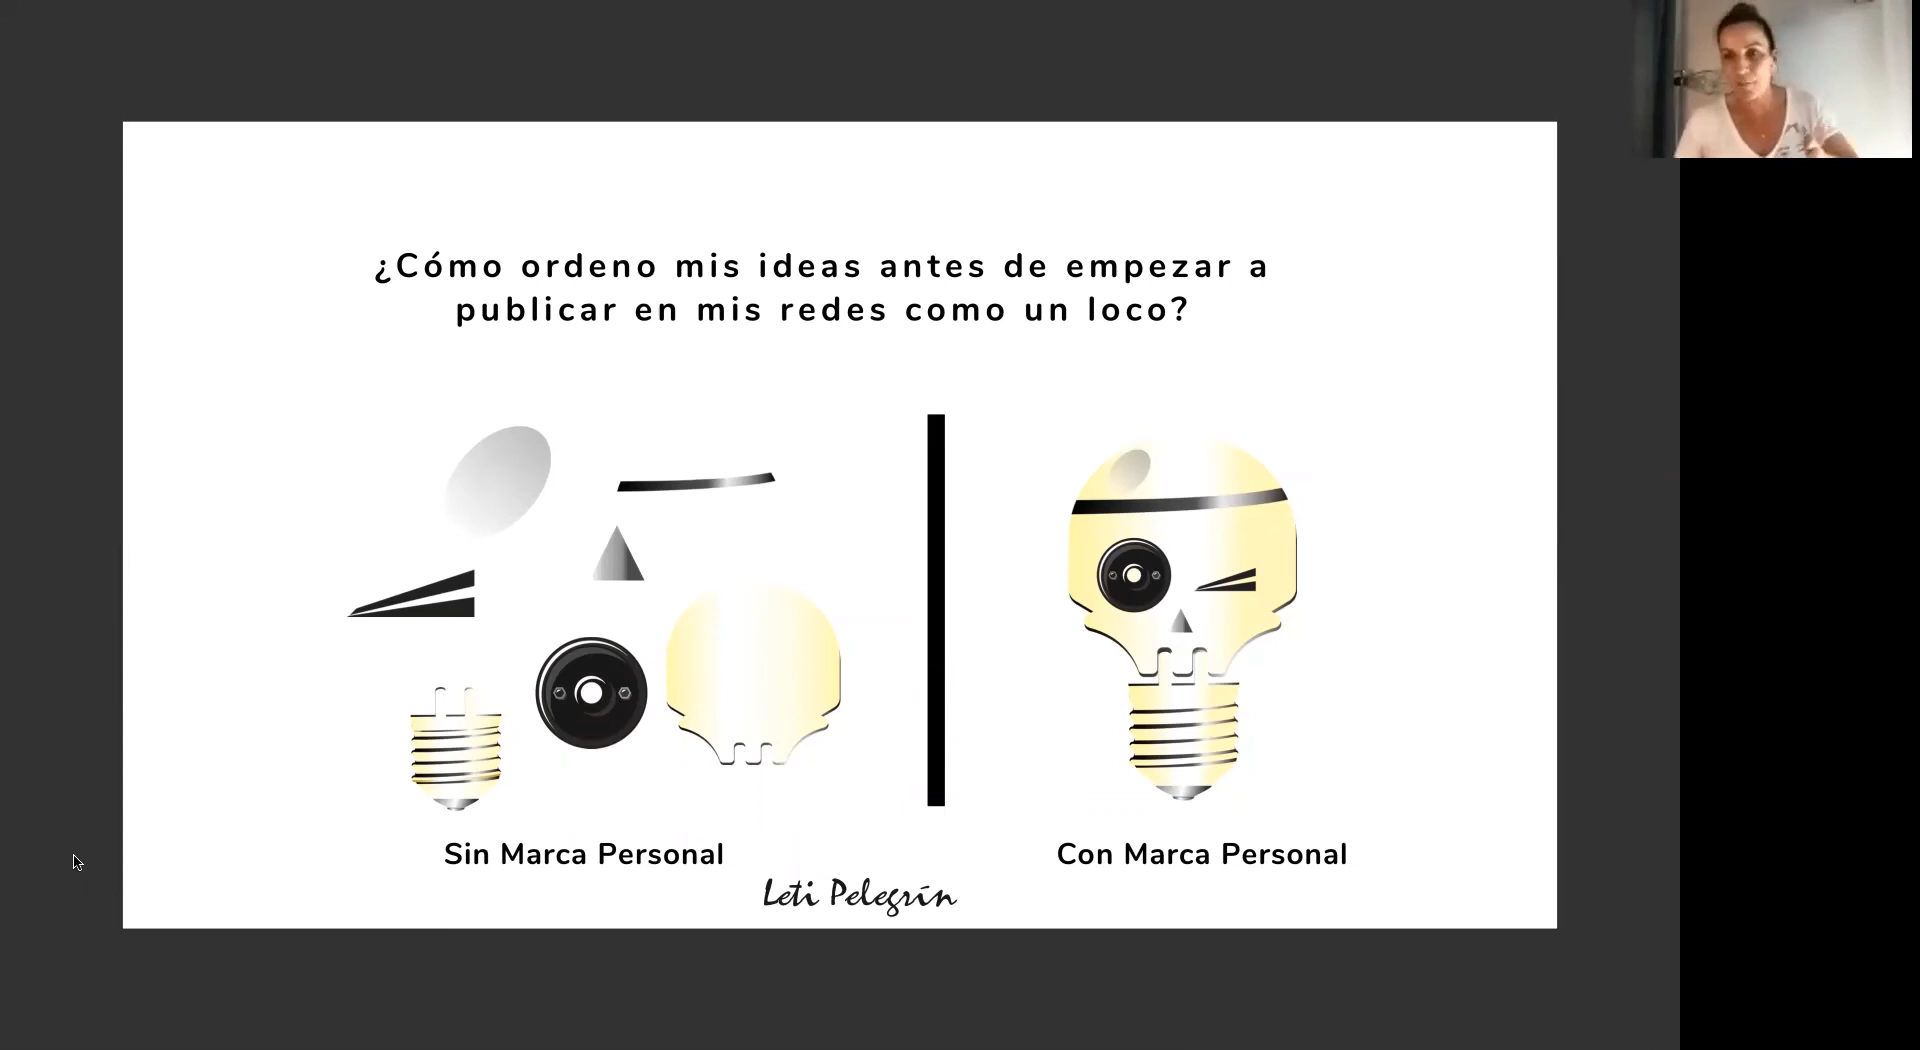 ¿Cómo ordeno mis ideas antes de empezar a
publicar en mis redes como un loco?
Sin Marca Personal
Con Marca Personal
Leti Pelegrín